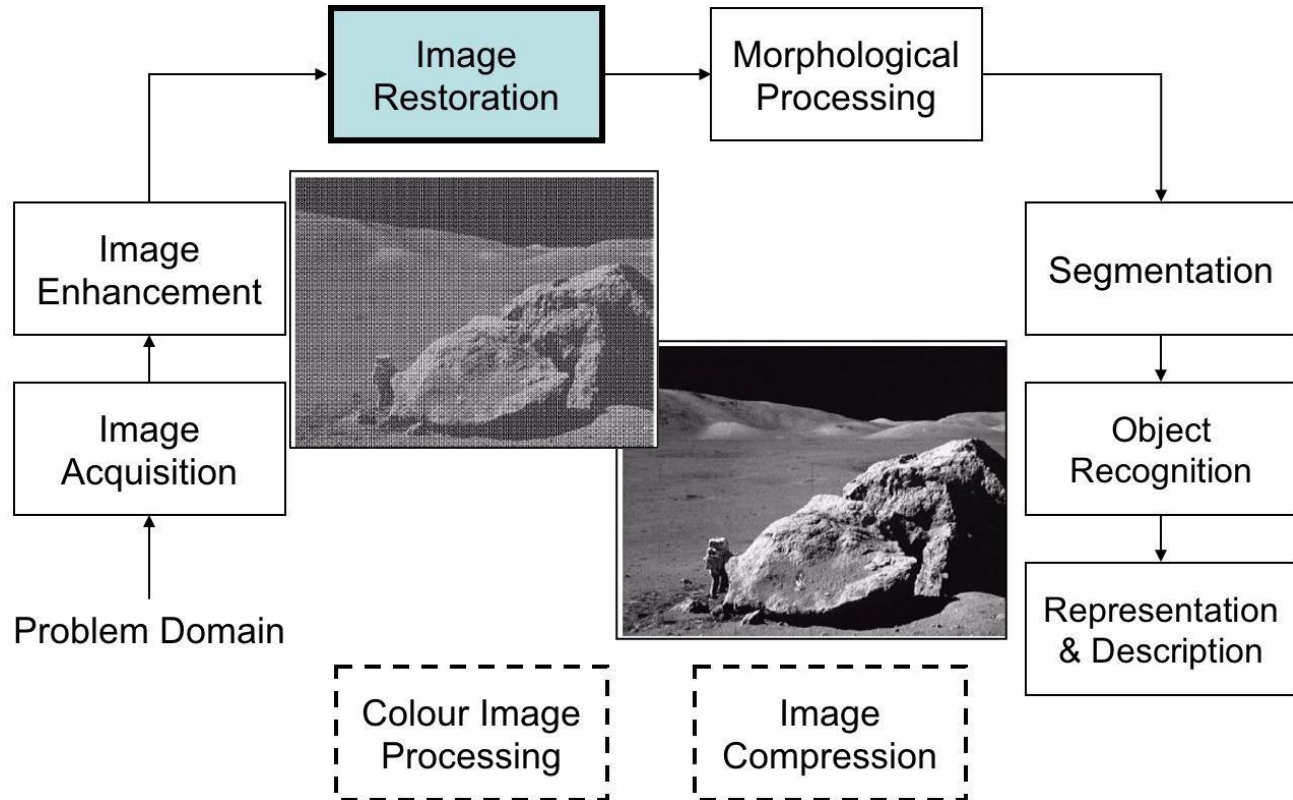 Image
Restoration
Morphological
Processing
Image
Enhancement
Segmentation
Image
Acquisition
Object
Recognition
Problem Domain
Representation
& Description
Colour Image
Processing
Image
Compression